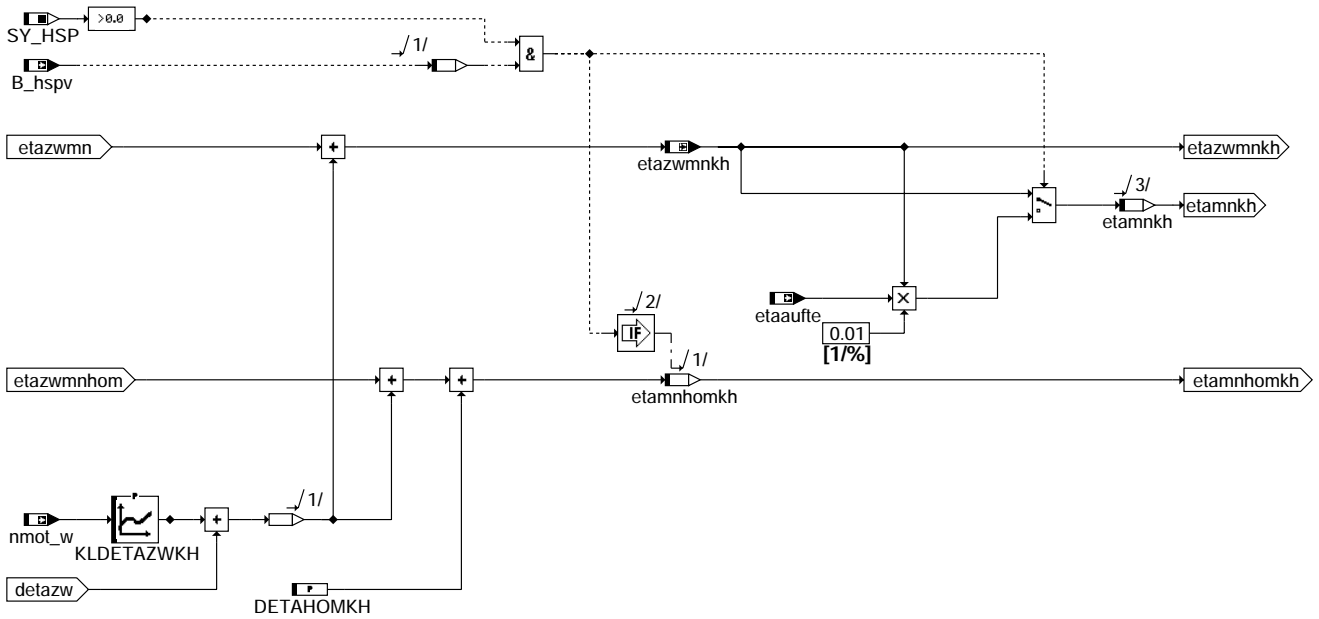 SY_HSP
>0.0
/1/
B_hspv
&
etazwmn
+
etazwmnkh
etazwmnkh
/3/
etamnkh
etamnkh
etaaufte
×
0.01
[1/%]
/2/
IF
/1/
etazwmnhom
+
+
etamnhomkh
etamnhomkh
P
/1/
nmot_w
KLDETAZWKH
+
detazw
P
DETAHOMKH